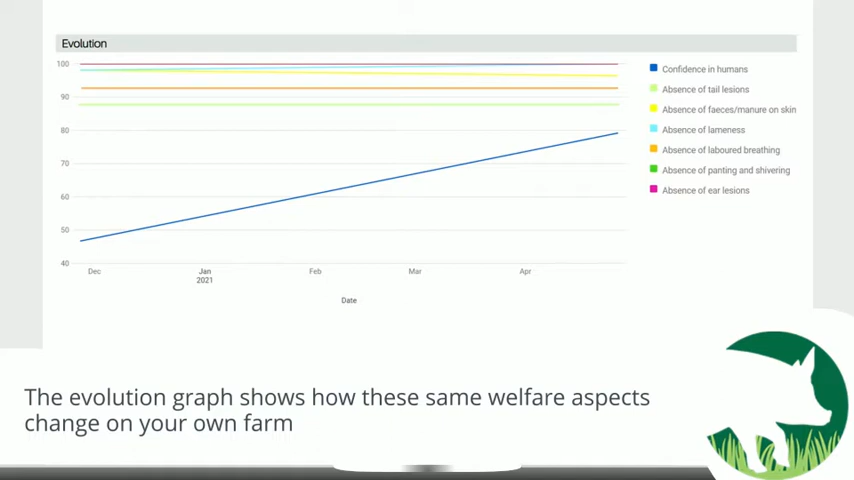 Evolution
100
90
80
70
60
50
40
Dec
Jan
2021
Feb
Mar
Apr
Date
Confidence in humans
Absence of tail lesions
Absence of faeces/manure on skin
Absence of lameness
Absence of laboured breathing
Absence of panting and shivering
Absence of ear lesions
The evolution graph shows how these same welfare aspects
change on your own farm